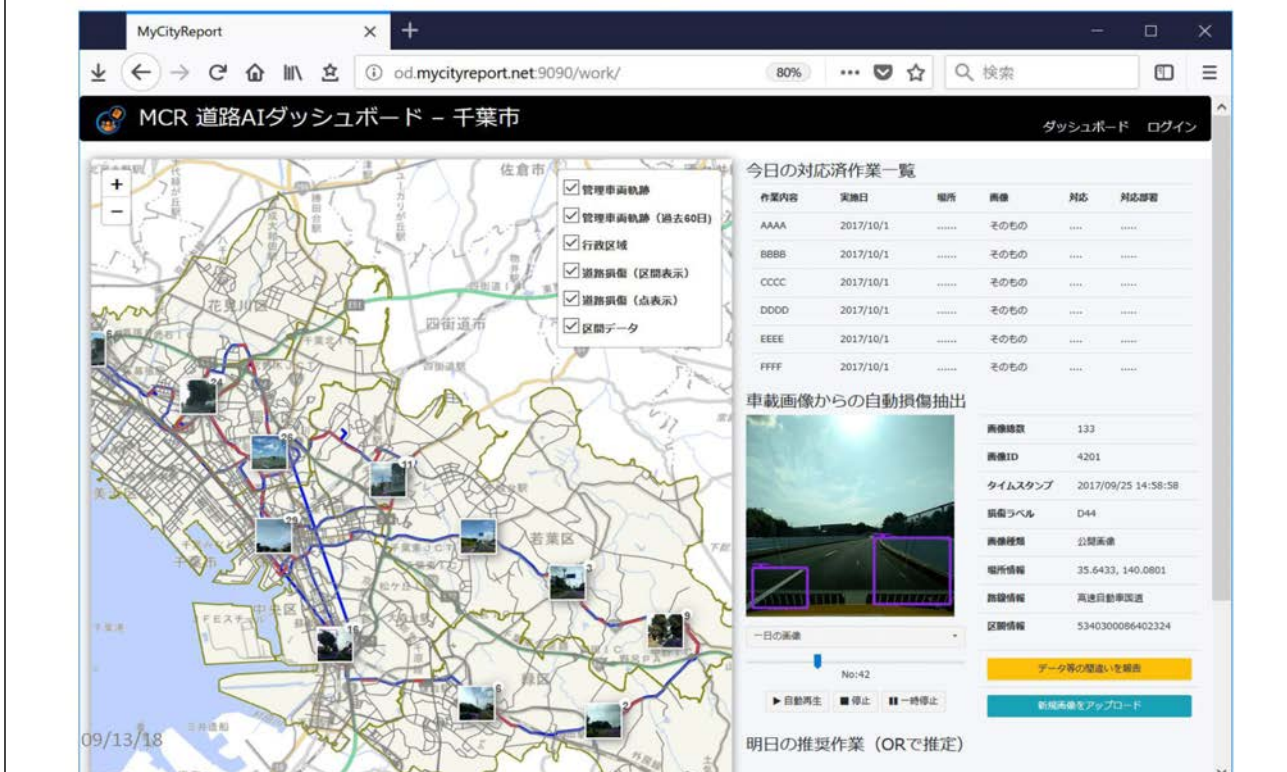 MyCityReport
od.mycityreport.net:9090/work/
80%
検索
MCR 道路AIダッシュボード – 千葉市
ダッシュボード ログイン
+
−
管理車両軌跡
管理車両軌跡（過去60日）
行政区域
道路損傷（区間表示）
道路損傷（点表示）
区間データ
佐倉市
花見川区
四街道市
若葉区
中央区
緑区
24
26
11
29
3
9
16
6
2
09/13/18
今日の対応済作業一覧
作業内容 実施日 場所 画像 対応 対応部署
AAAA 2017/10/1 ...... そのもの .... .....
BBBB 2017/10/1 ...... そのもの .... .....
CCCC 2017/10/1 ...... そのもの .... .....
DDDD 2017/10/1 ...... そのもの .... .....
EEEE 2017/10/1 ...... そのもの .... .....
FFFF 2017/10/1 ...... そのもの .... .....
車載画像からの自動損傷抽出
画像総数 133
画像ID 4201
タイムスタンプ 2017/09/25 14:58:58
損傷ラベル D44
画像種類 公開画像
場所情報 35.6433, 140.0801
路線情報 高速自動車国道
区間情報 5340300086402324
一日の画像
No:42
自動再生 停止 一時停止
データ等の間違いを報告
新規画像をアップロード
明日の推奨作業（ORで推定）